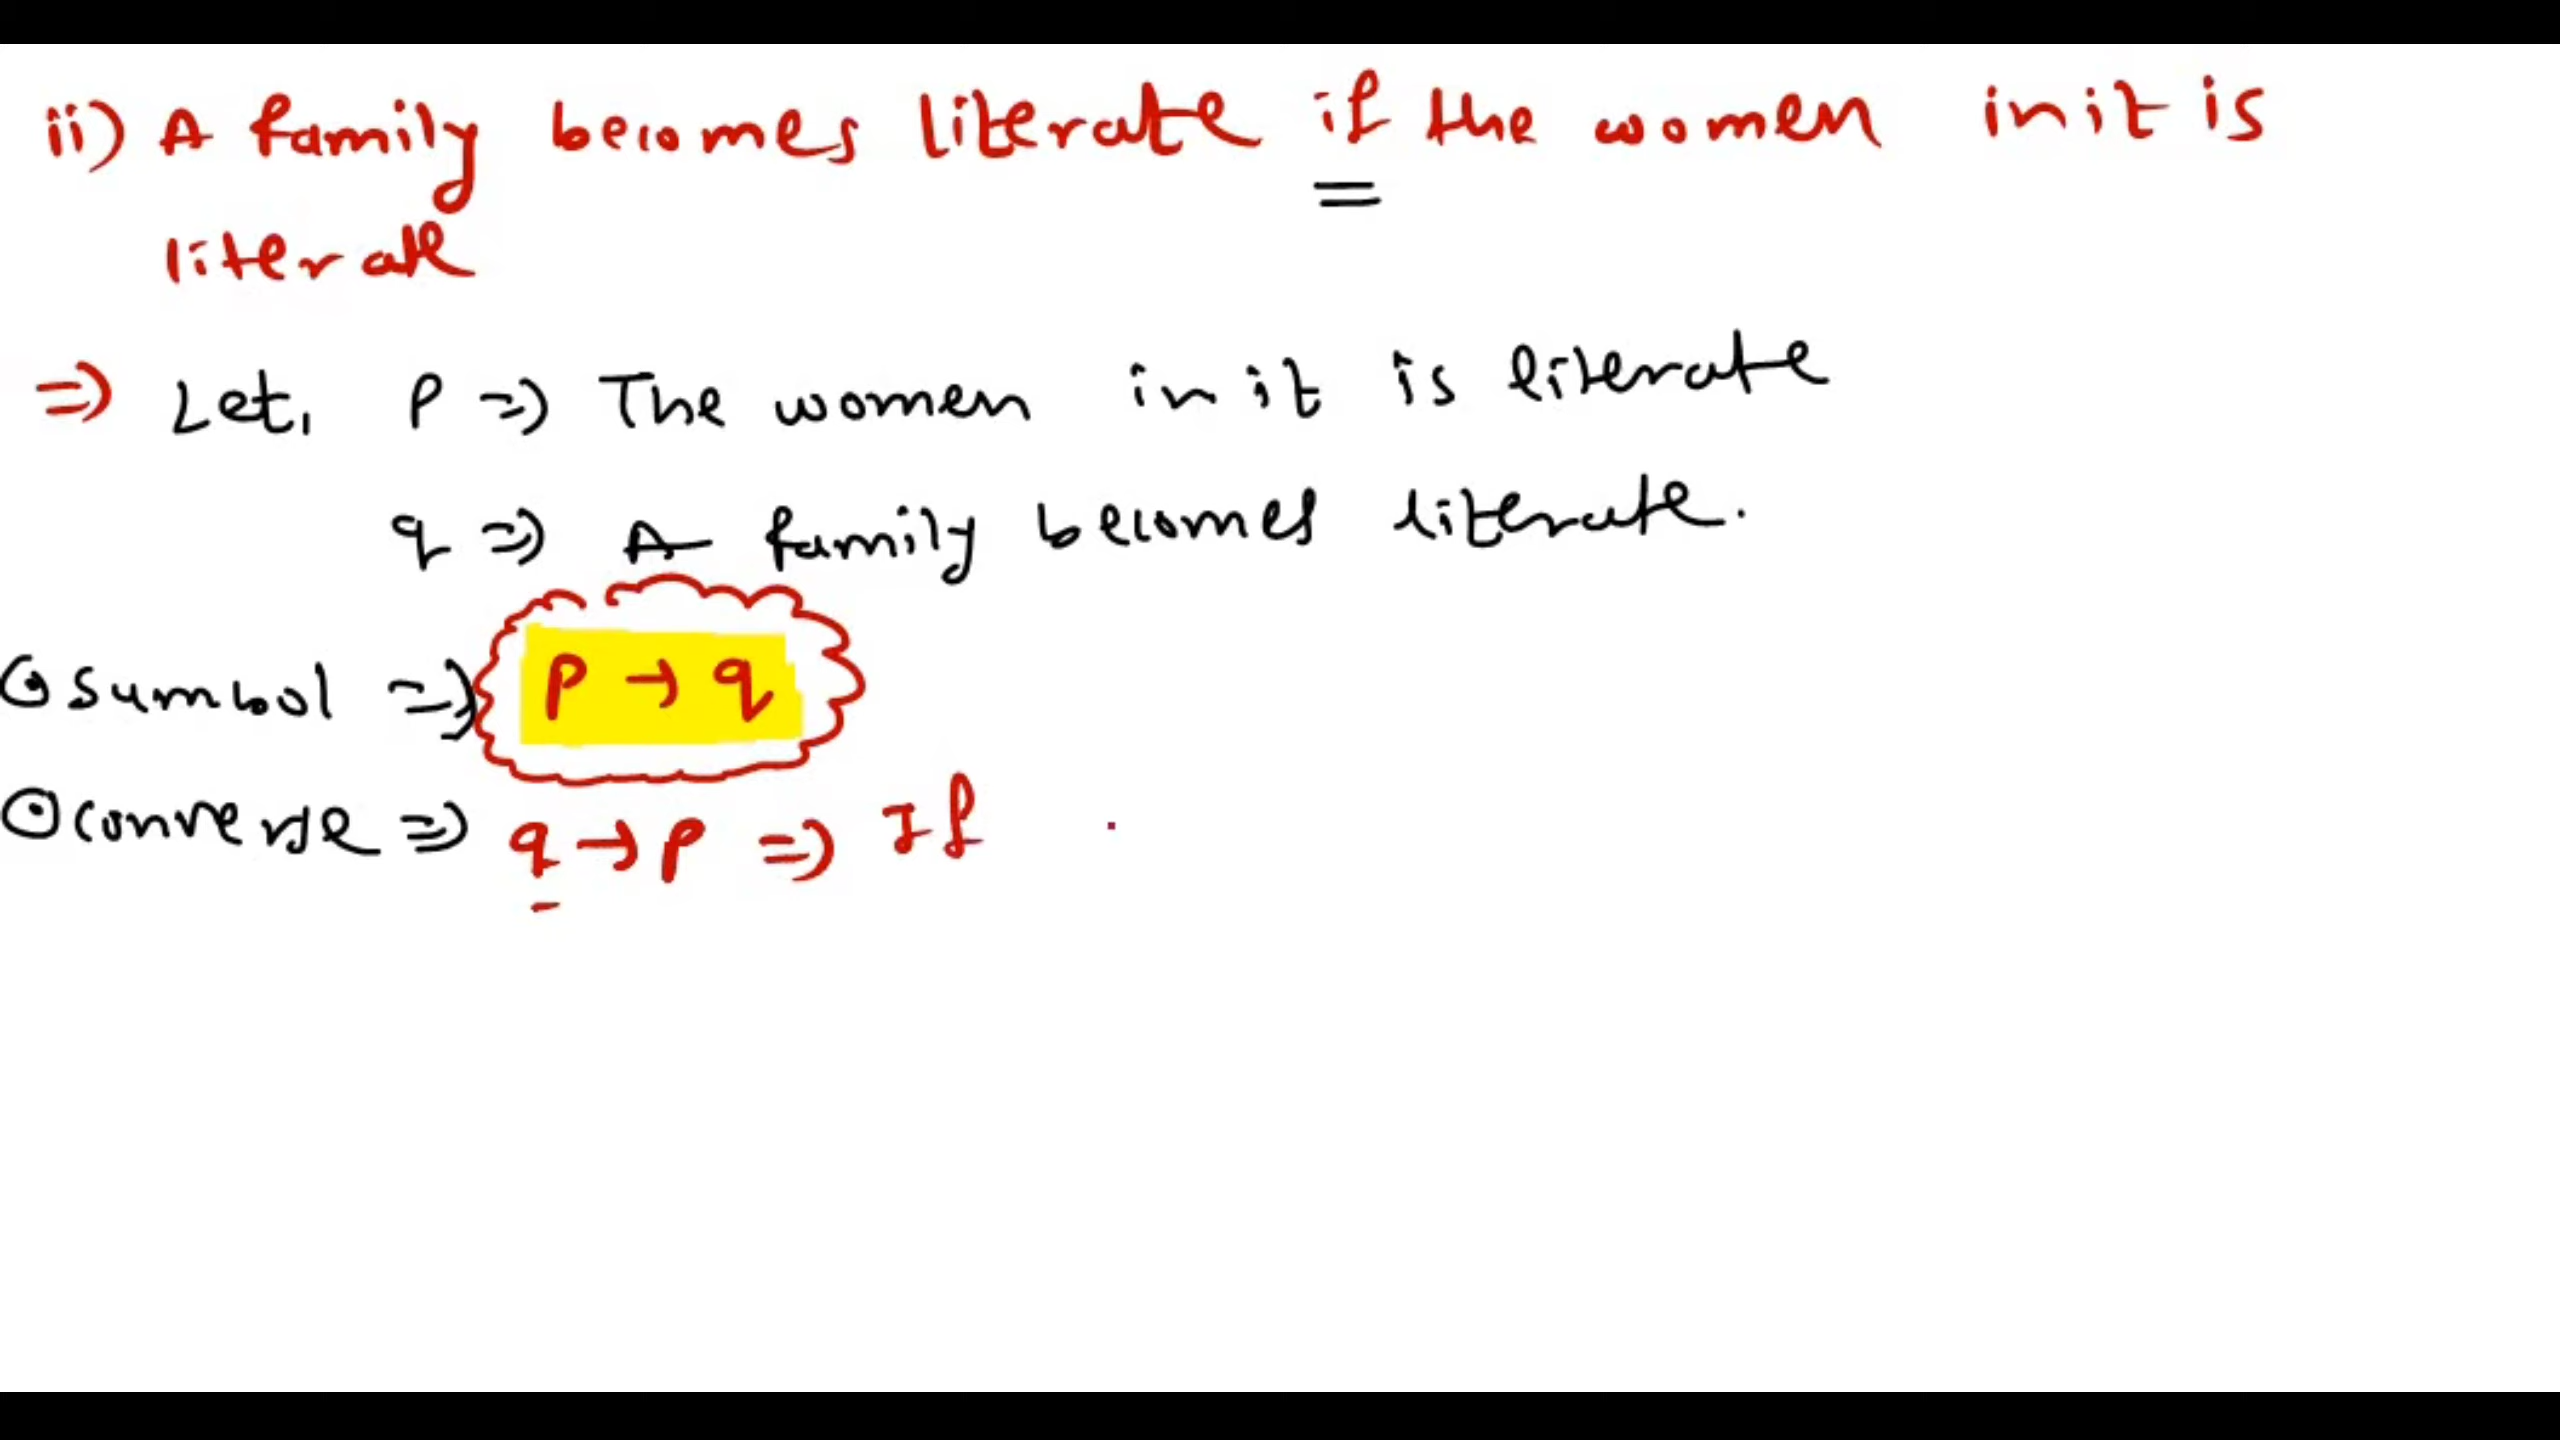 ii) A family becomes literate if the women in it is
literate
⇒ Let, p ⇒ The women in it is literate
q ⇒ A family becomes literate.
⊙ sumbol ⇒ p → q
⊙ converse ⇒ q → p ⇒ If